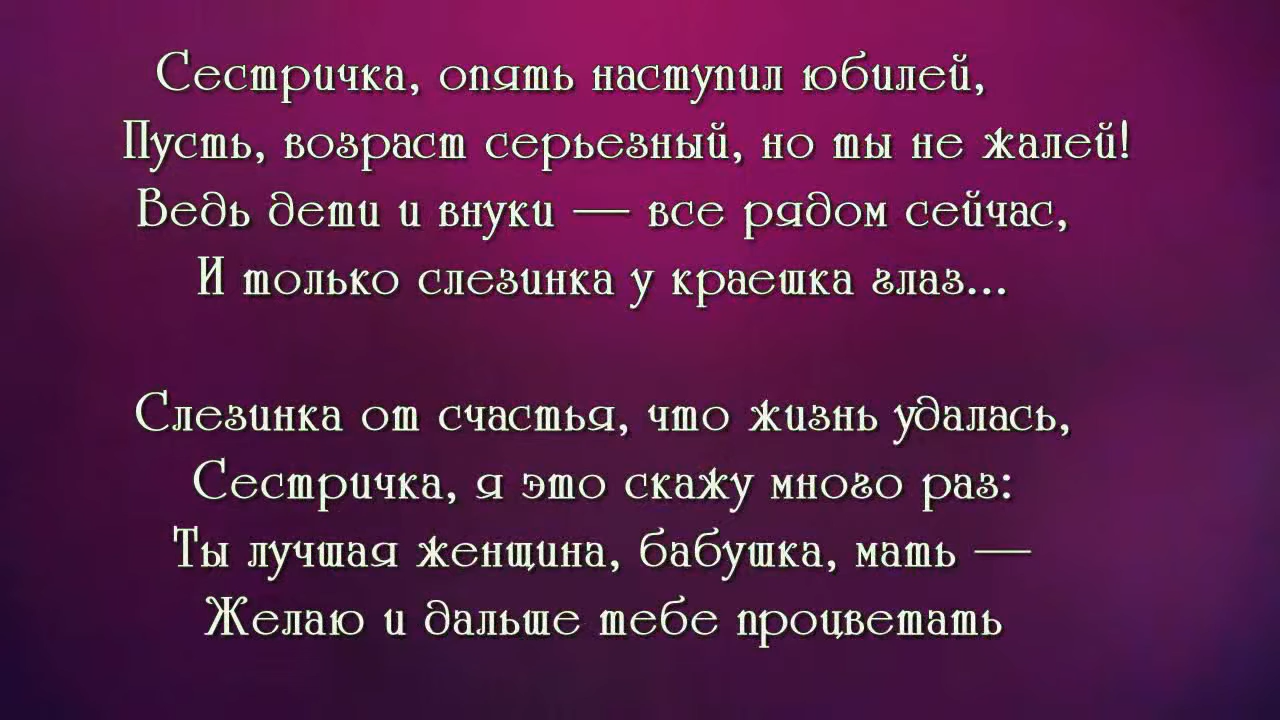 Сестричка, опять наступил юбилей,
Пусть, возраст серьезный, но ты не жалей!
Ведь дети и внуки — все рядом сейчас,
И только слезинка у краешка глаз...
Слезинка от счастья, что жизнь удалась,
Сестричка, я это скажу много раз:
Ты лучшая женщина, бабушка, мать —
Желаю и дальше тебе процветать